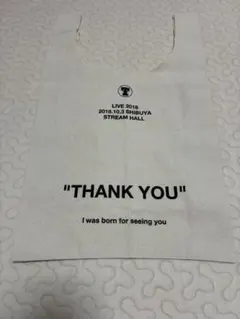 T
LIVE 2018
2018.10.3 SHIBUYA
STREAM HALL
"THANK YOU"
I was born for seeing you